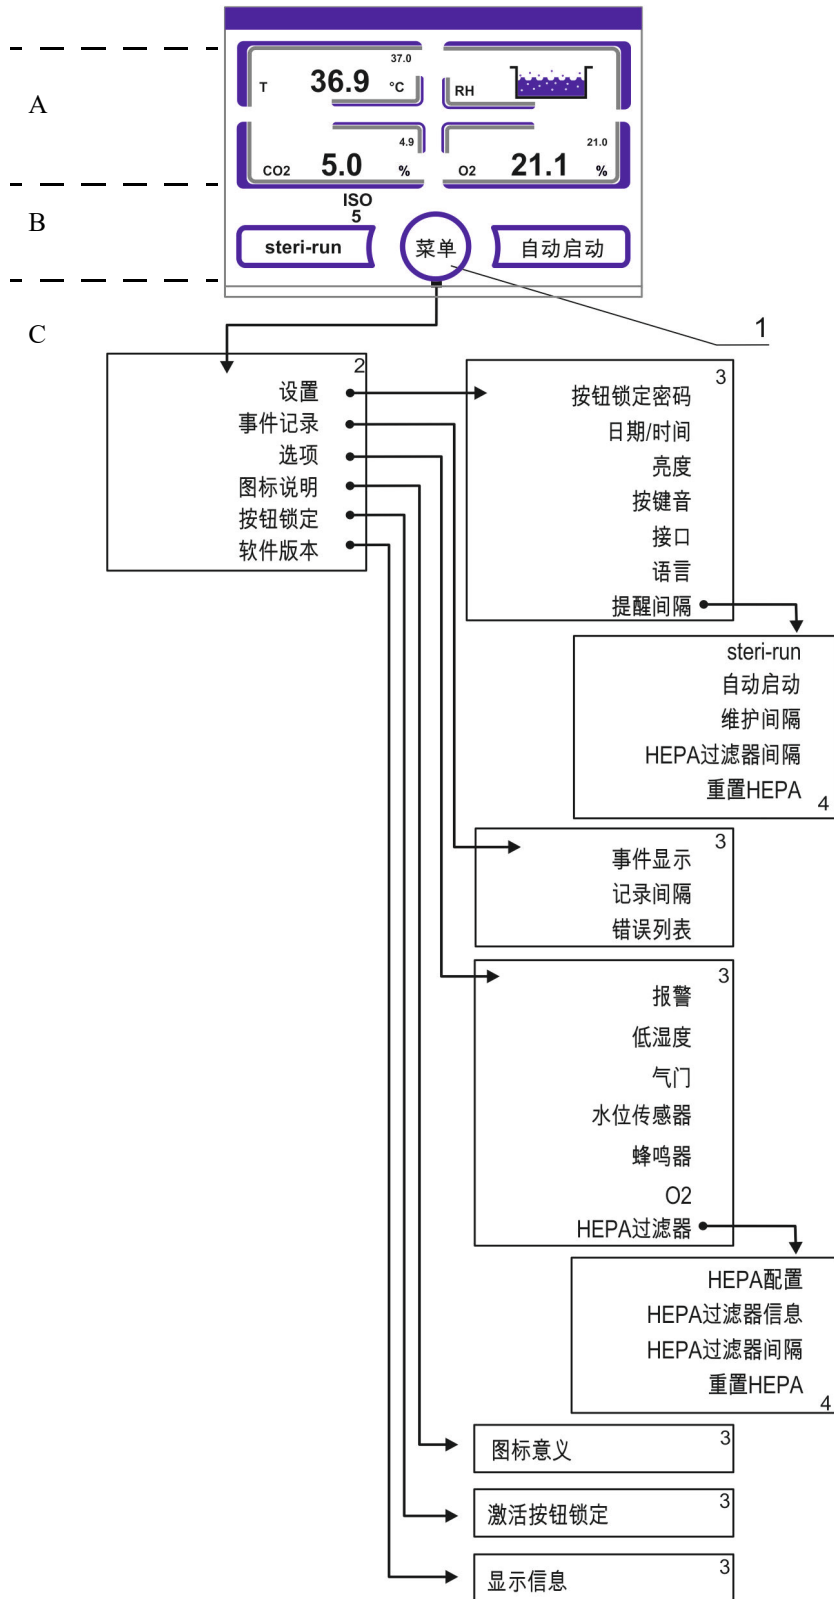 37.0
T 36.9 °C
RH
A
4.9
21.0
CO2 5.0 %
O2 21.1 %
ISO
5
B
steri-run
菜单
自动启动
C
1
2
设置
事件记录
选项
图标说明
按钮锁定
软件版本
3
按钮锁定密码
日期/时间
亮度
按键音
接口
语言
提醒间隔
steri-run
自动启动
维护间隔
HEPA过滤器间隔
重置HEPA
4
3
事件显示
记录间隔
错误列表
3
报警
低湿度
气门
水位传感器
蜂鸣器
O2
HEPA过滤器
HEPA配置
HEPA过滤器信息
HEPA过滤器间隔
重置HEPA
4
图标意义
3
激活按钮锁定
3
显示信息
3